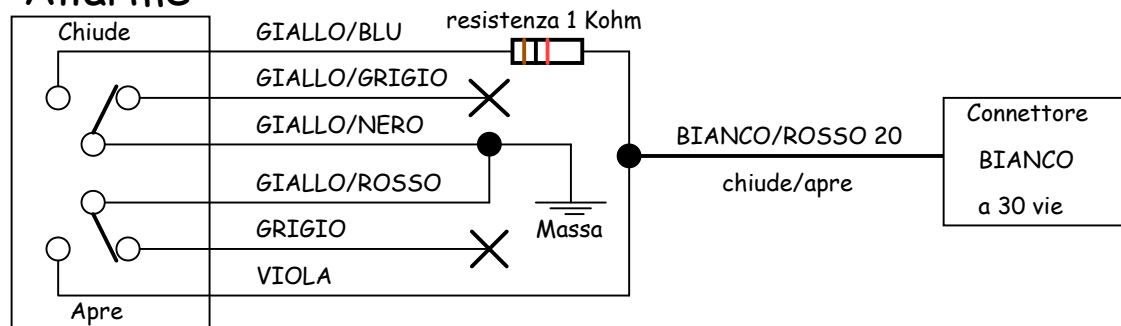 Chiude
GIALLO/BLU
resistenza 1 Kohm
GIALLO/GRIGIO
GIALLO/NERO
GIALLO/ROSSO
GRIGIO
VIOLA
Apre
Massa
BIANCO/ROSSO 20
chiude/apre
Connettore
BIANCO
a 30 vie